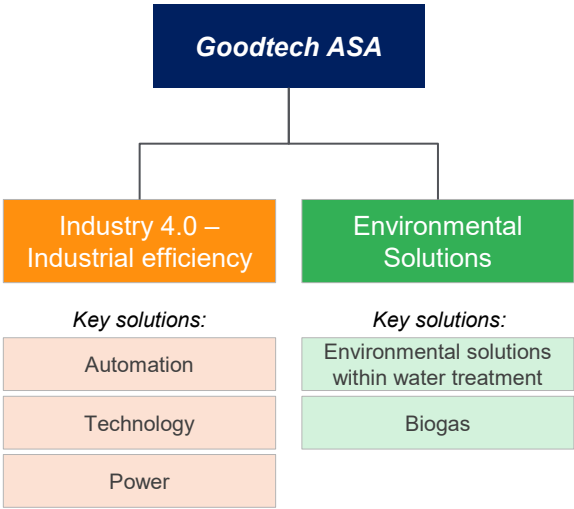 Goodtech ASA
Industry 4.0 –
Industrial efficiency
Key solutions:
Automation
Technology
Power
Environmental
Solutions
Key solutions:
Environmental solutions
within water treatment
Biogas